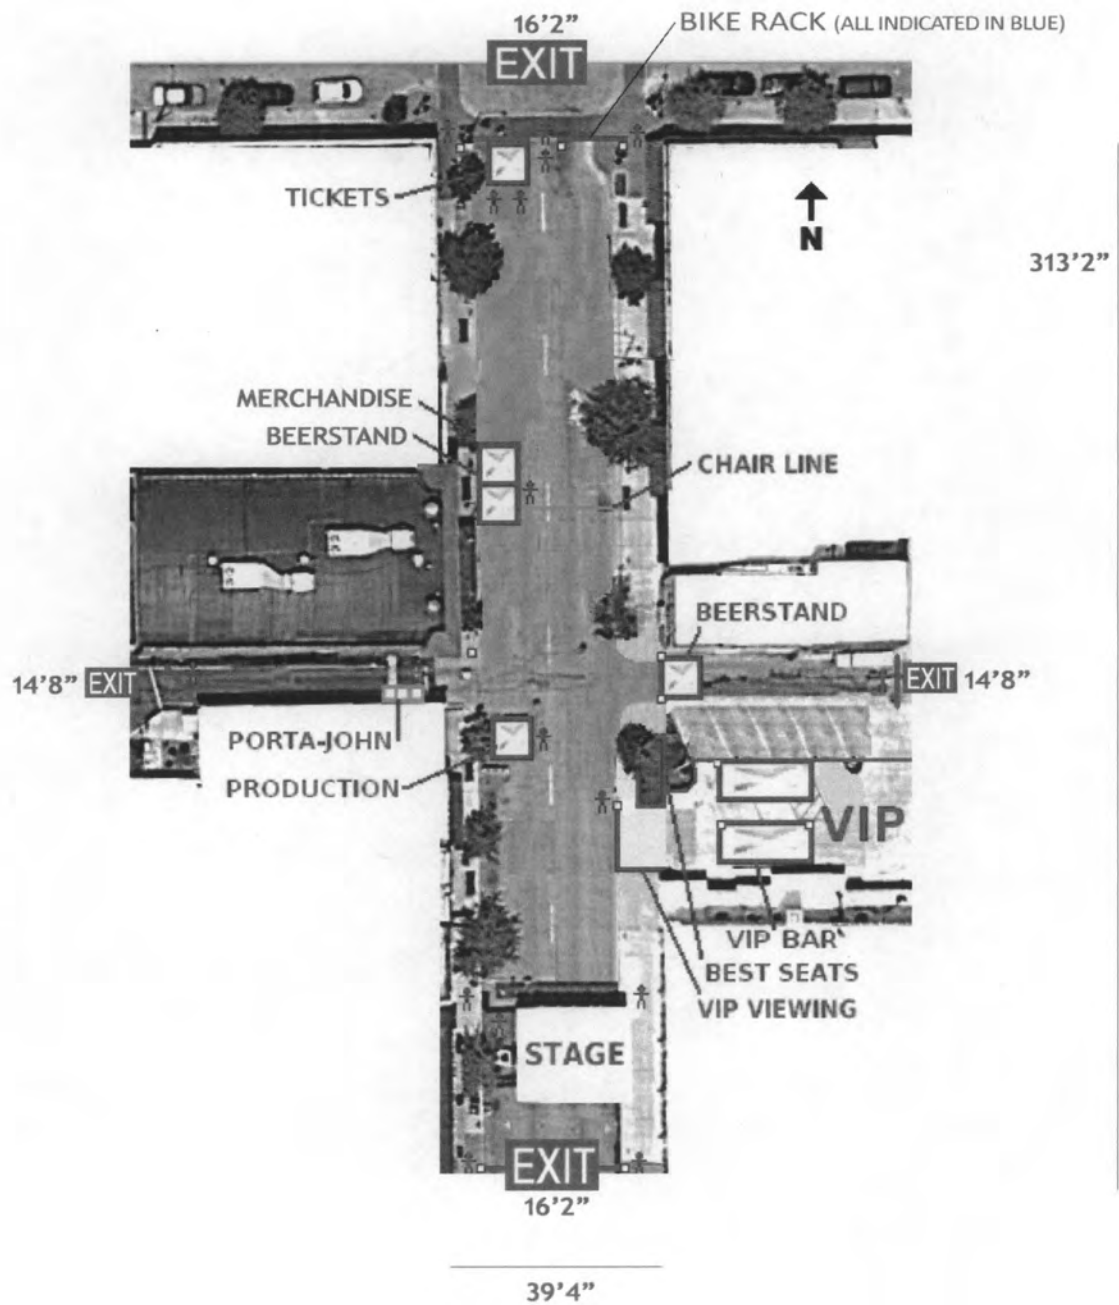 16'2"
BIKE RACK (ALL INDICATED IN BLUE)
EXIT
TICKETS
N
313'2"
MERCHANDISE
BEERSTAND
CHAIR LINE
BEERSTAND
14'8" EXIT
EXIT 14'8"
PORTA-JOHN
PRODUCTION
VIP
VIP BAR
BEST SEATS
VIP VIEWING
STAGE
EXIT
16'2"
39'4"